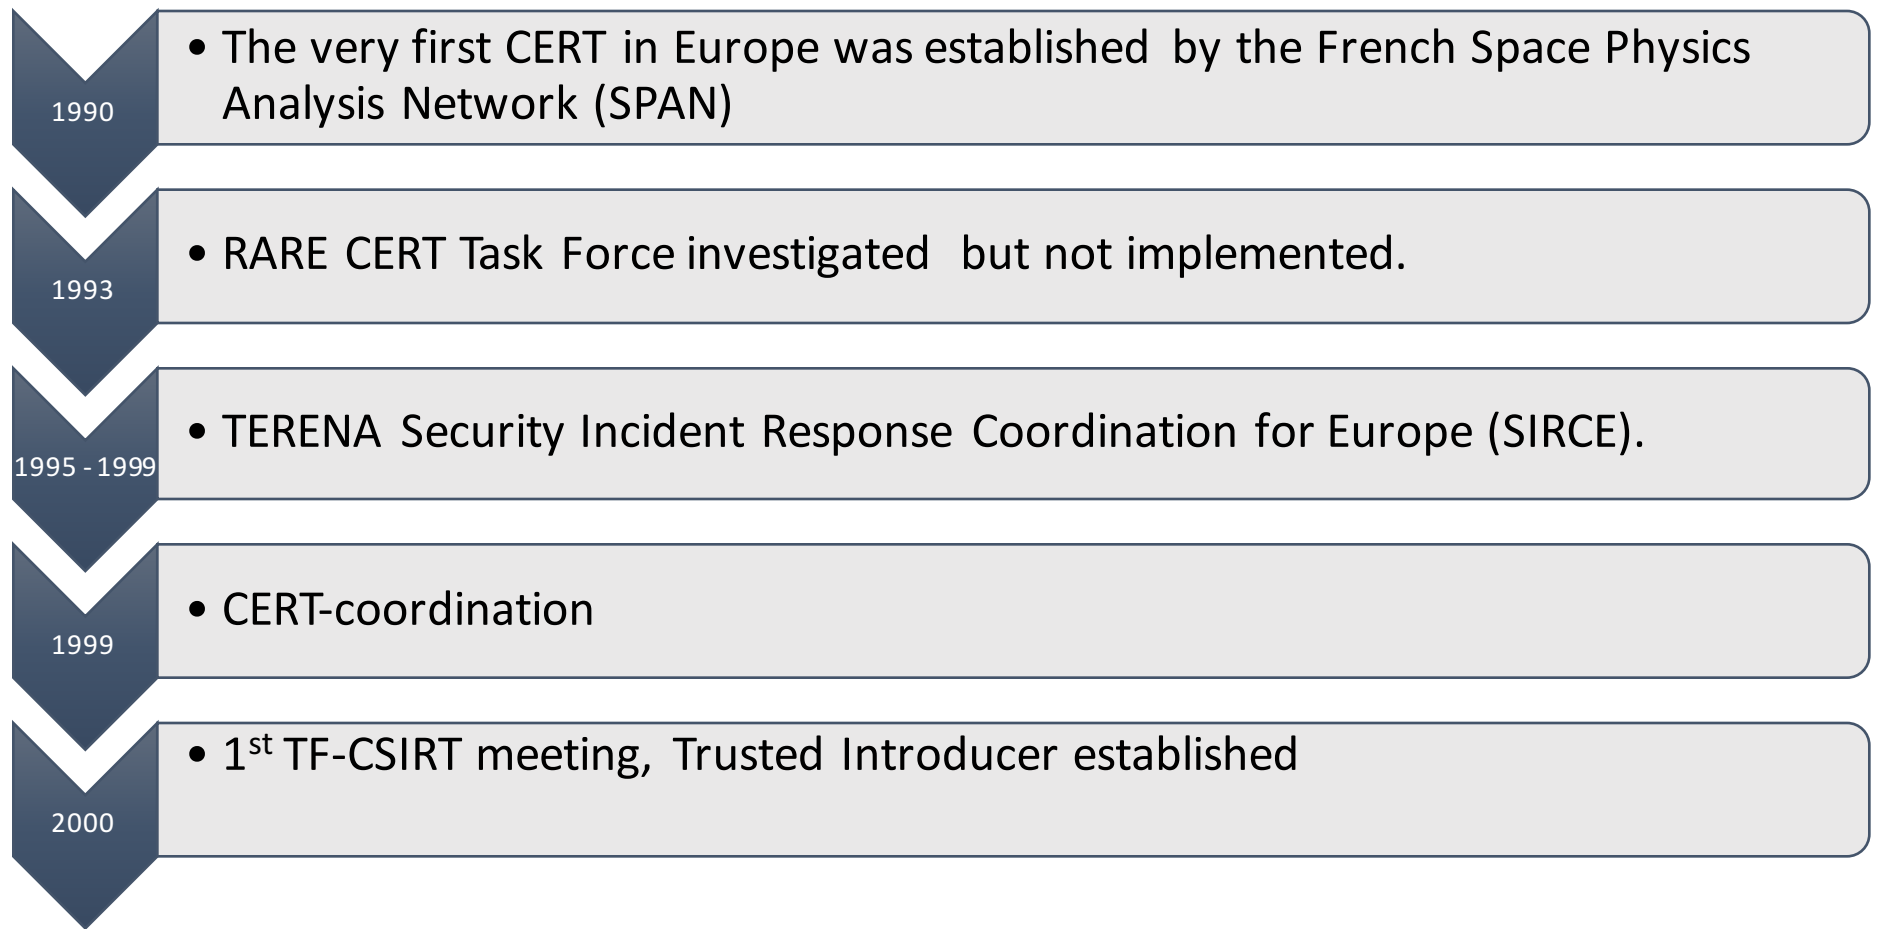 1990
• The very first CERT in Europe was established by the French Space Physics
Analysis Network (SPAN)
1993
• RARE CERT Task Force investigated but not implemented.
1995 - 1999
• TERENA Security Incident Response Coordination for Europe (SIRCE).
1999
• CERT-coordination
2000
• 1st TF-CSIRT meeting, Trusted Introducer established